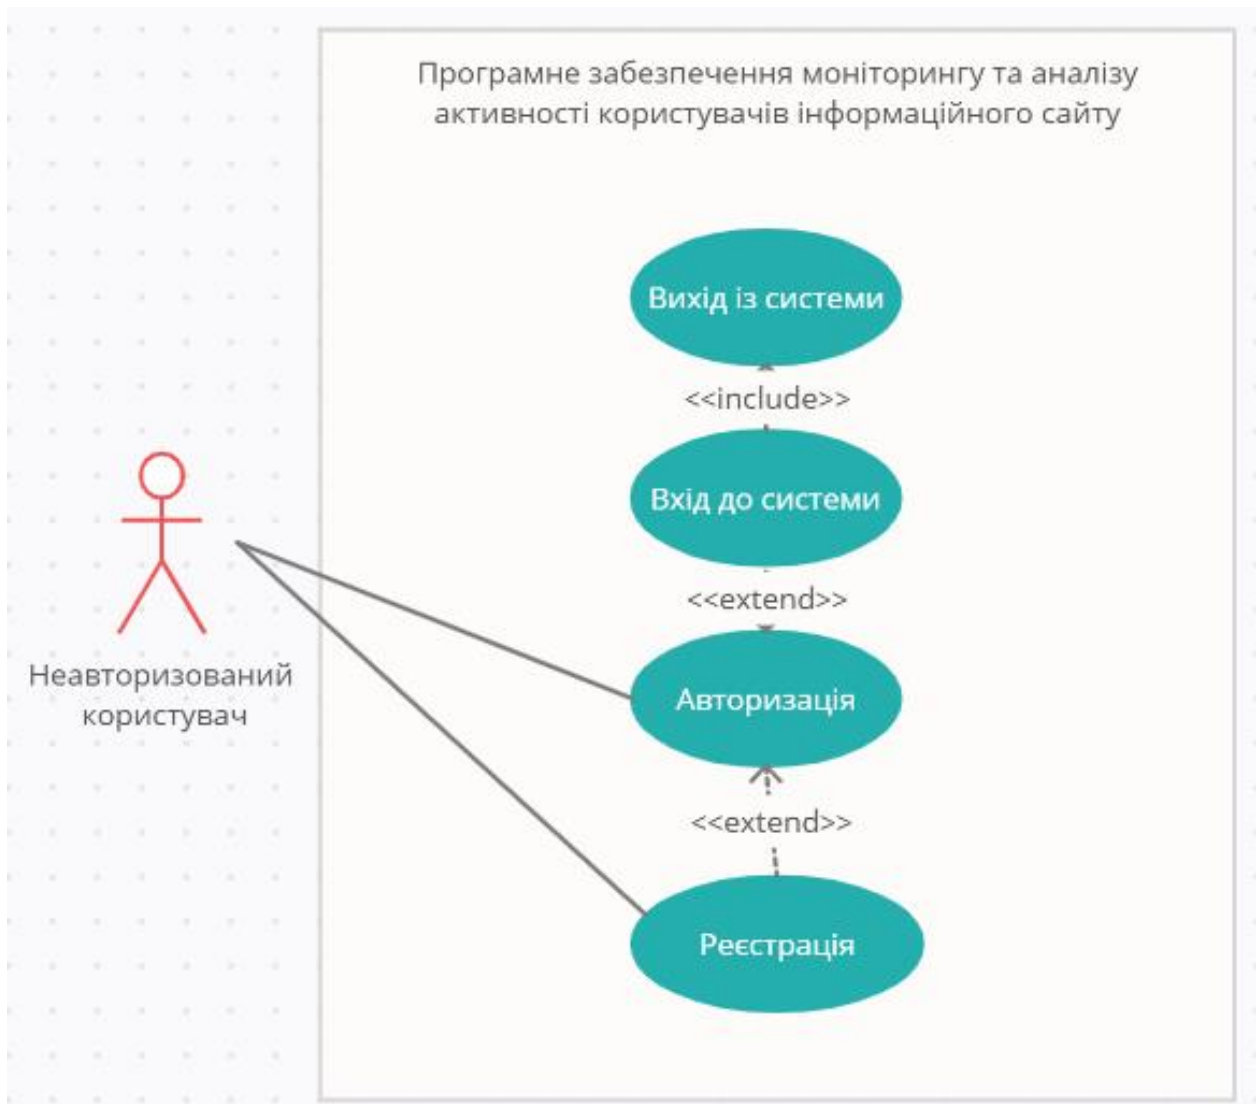 Програмне забезпечення моніторингу та аналізу
активності користувачів інформаційного сайту
Вихід із системи
<<include>>
Вхід до системи
<<extend>>
Авторизація
<<extend>>
Реєстрація
Неавторизований
користувач